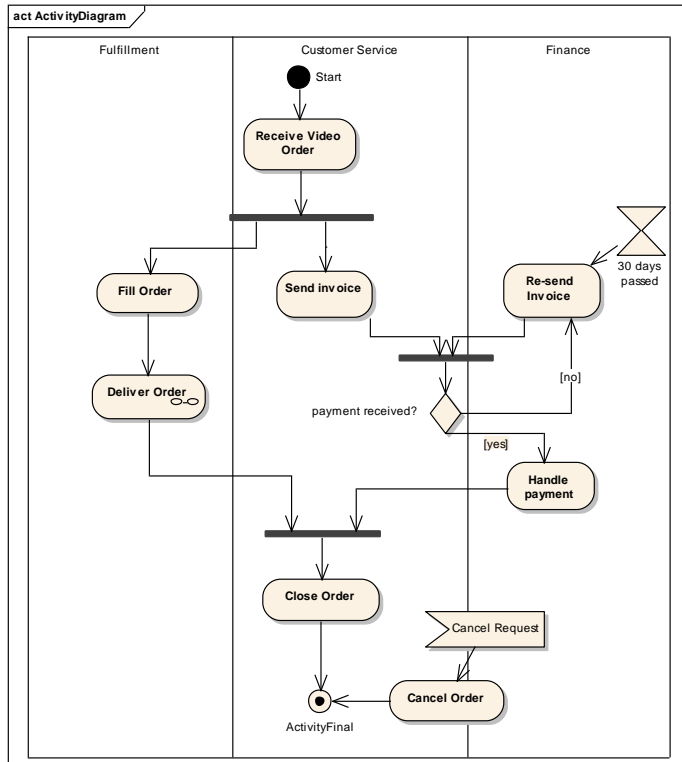 act ActivityDiagram
Fulfillment
Customer Service
Finance
Start
Receive Video
Order
30 days
passed
Fill Order
Send invoice
Re-send
Invoice
[no]
Deliver Order
payment received?
[yes]
Handle
payment
Close Order
Cancel Request
Cancel Order
ActivityFinal